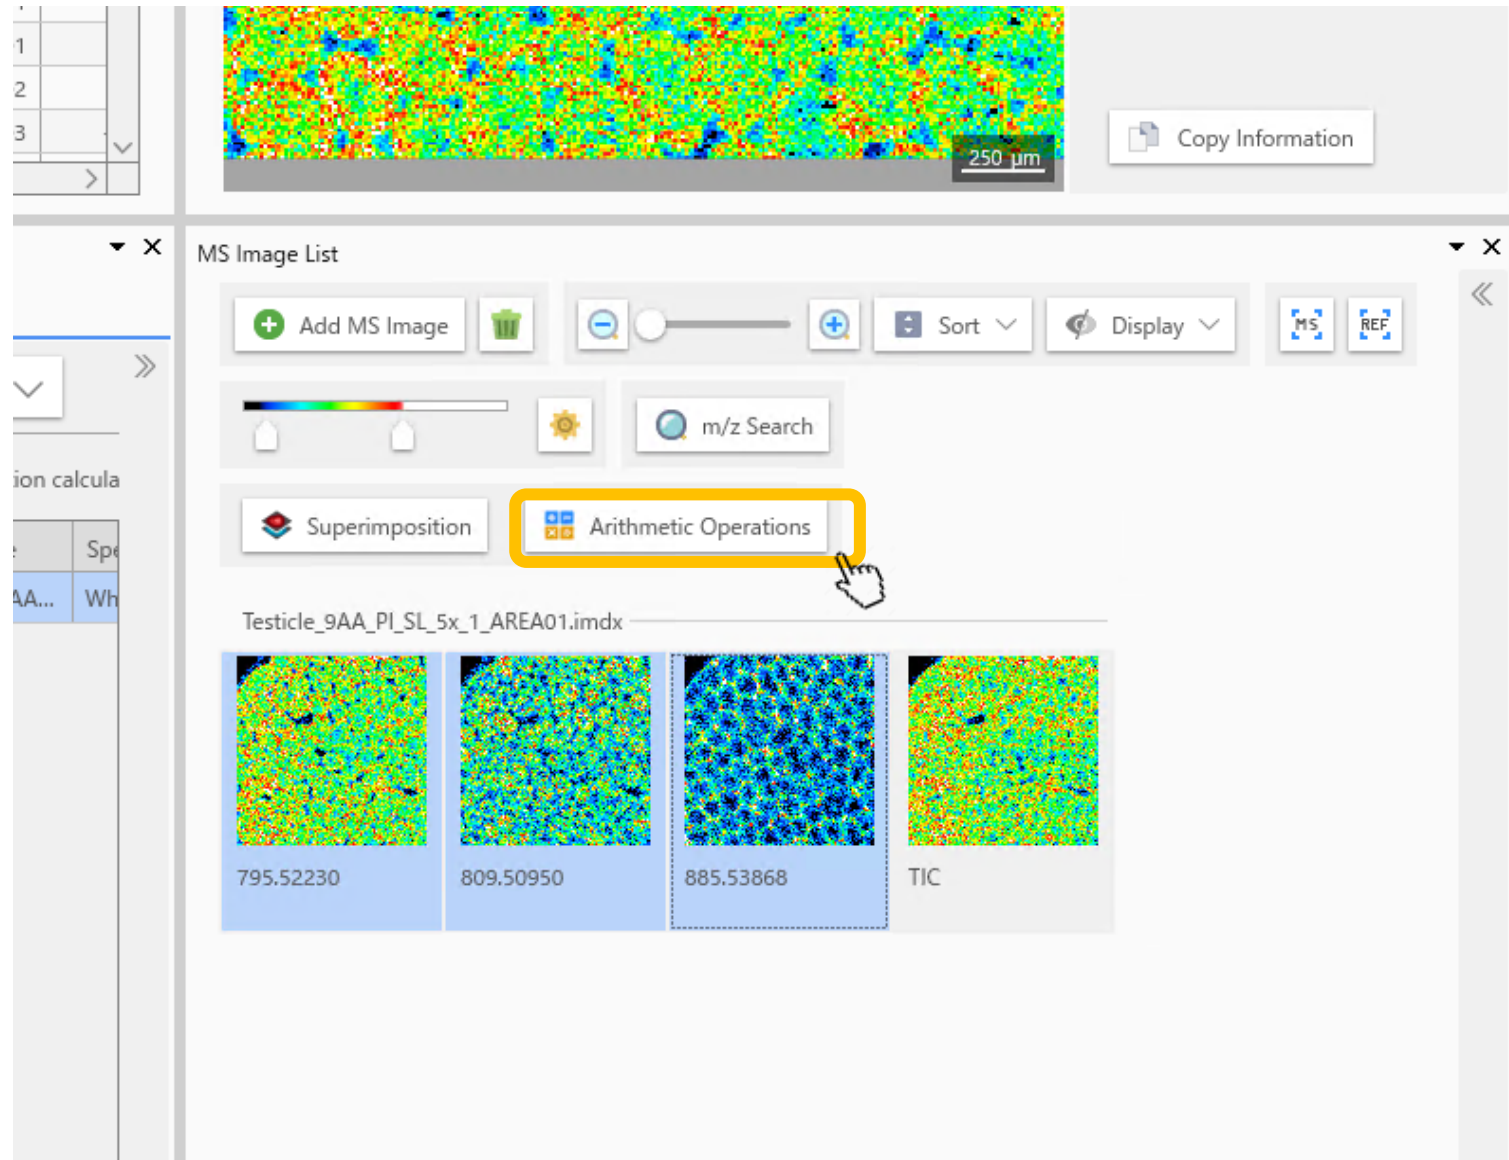 1
2
3
250 µm
Copy Information
MS Image List
Add MS Image
Sort
Display
MS
REF
m/z Search
ion calcula
Superimposition
Arithmetic Operations
Spe
AA...
Wh
Testicle_9AA_PI_SL_5x_1_AREA01.imdx
795.52230
809.50950
885.53868
TIC